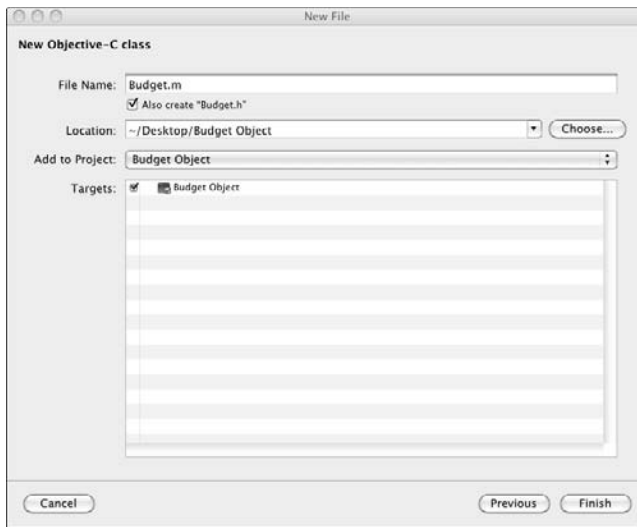 New File
New Objective-C class
File Name: Budget.m
Also create "Budget.h"
Location: ~/Desktop/Budget Object Choose...
Add to Project: Budget Object
Targets: Budget Object
Cancel Previous Finish